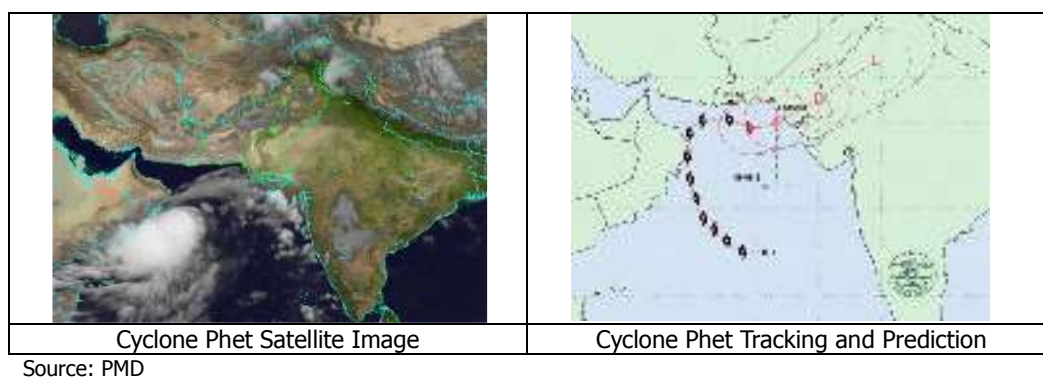 Cyclone Phet Satellite Image
Cyclone Phet Tracking and Prediction
Source: PMD